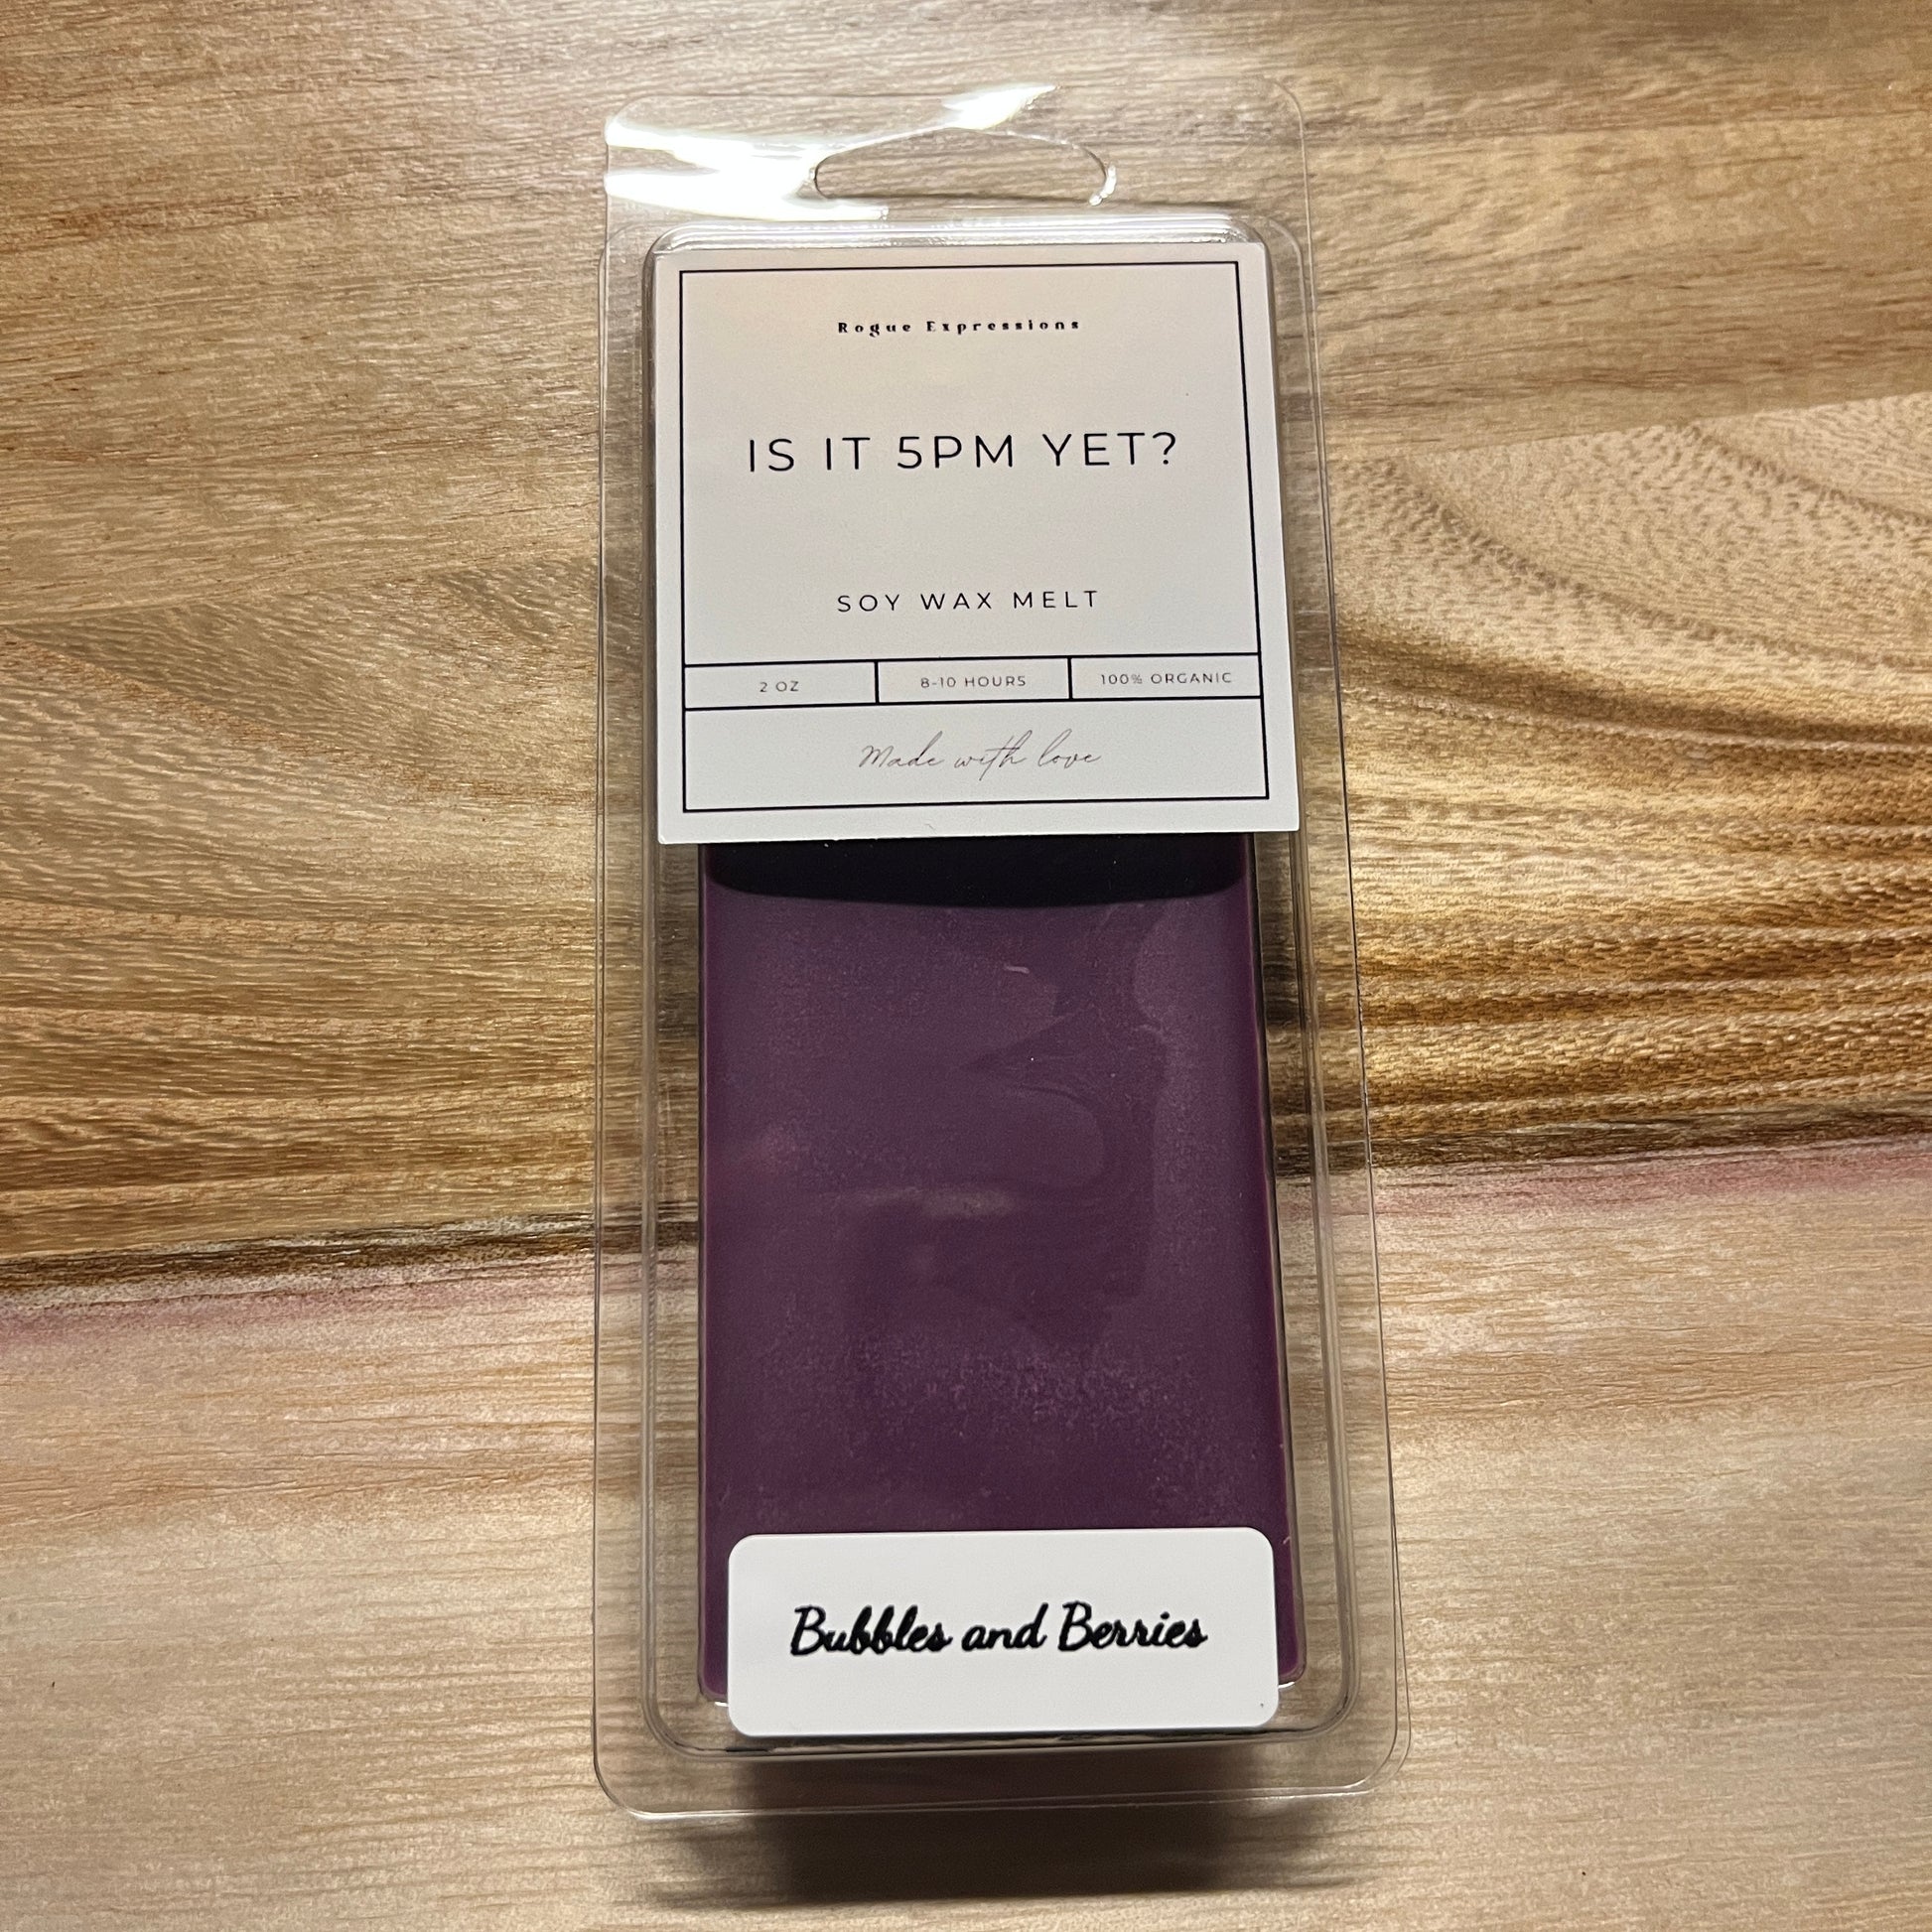 Rogue Expressions
IS IT 5PM YET?
SOY WAX MELT
2 OZ 8-10 HOURS 100% ORGANIC
Made with love
Bubbles and Berries